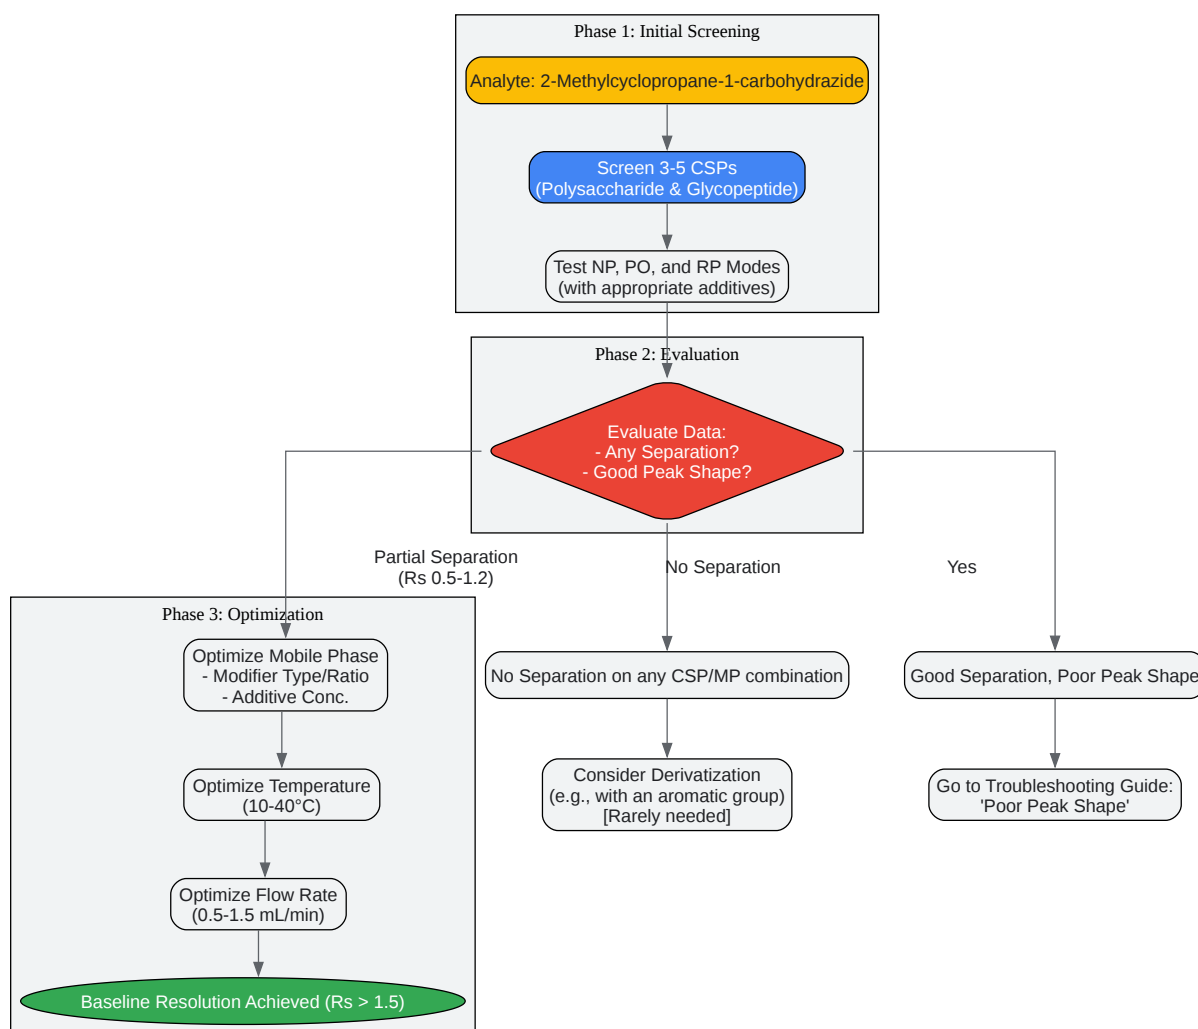 Phase 1: Initial Screening
Analyte: 2-Methylcyclopropane-1-carbohydrazide
Screen 3-5 CSPs
(Polysaccharide & Glycopeptide)
Test NP, PO, and RP Modes
(with appropriate additives)
Phase 2: Evaluation
Evaluate Data:
- Any Separation?
- Good Peak Shape?
Partial Separation
(Rs 0.5-1.2)
No Separation
Yes
Phase 3: Optimization
Optimize Mobile Phase
- Modifier Type/Ratio
- Additive Conc.
Optimize Temperature
(10-40°C)
Optimize Flow Rate
(0.5-1.5 mL/min)
Baseline Resolution Achieved (Rs > 1.5)
No Separation on any CSP/MP combination
Consider Derivatization
(e.g., with an aromatic group)
[Rarely needed]
Good Separation, Poor Peak Shape
Go to Troubleshooting Guide:
'Poor Peak Shape'